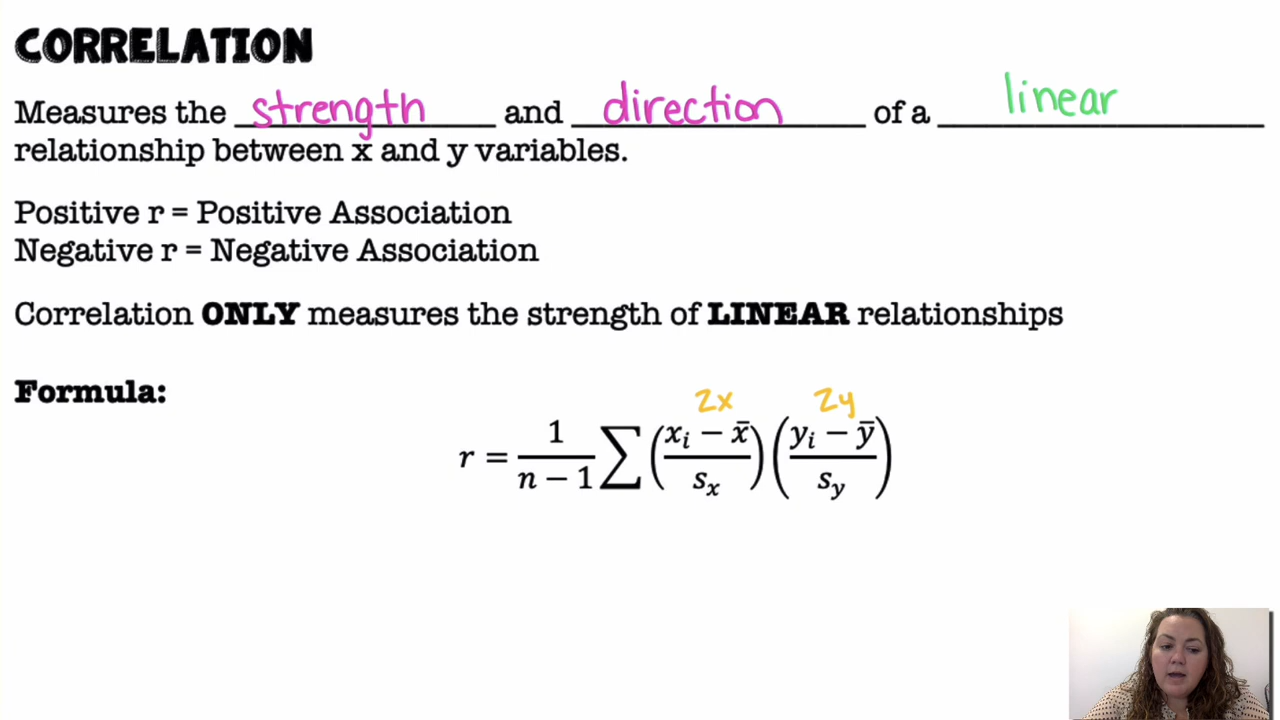 CORRELATION
Measures the strength and direction of a linear
relationship between x and y variables.
Positive r = Positive Association
Negative r = Negative Association
Correlation ONLY measures the strength of LINEAR relationships
Formula:
zx zy
r = 1/(n − 1) ∑ ((xᵢ − x̄)/sₓ) ((yᵢ − ȳ)/s_y)